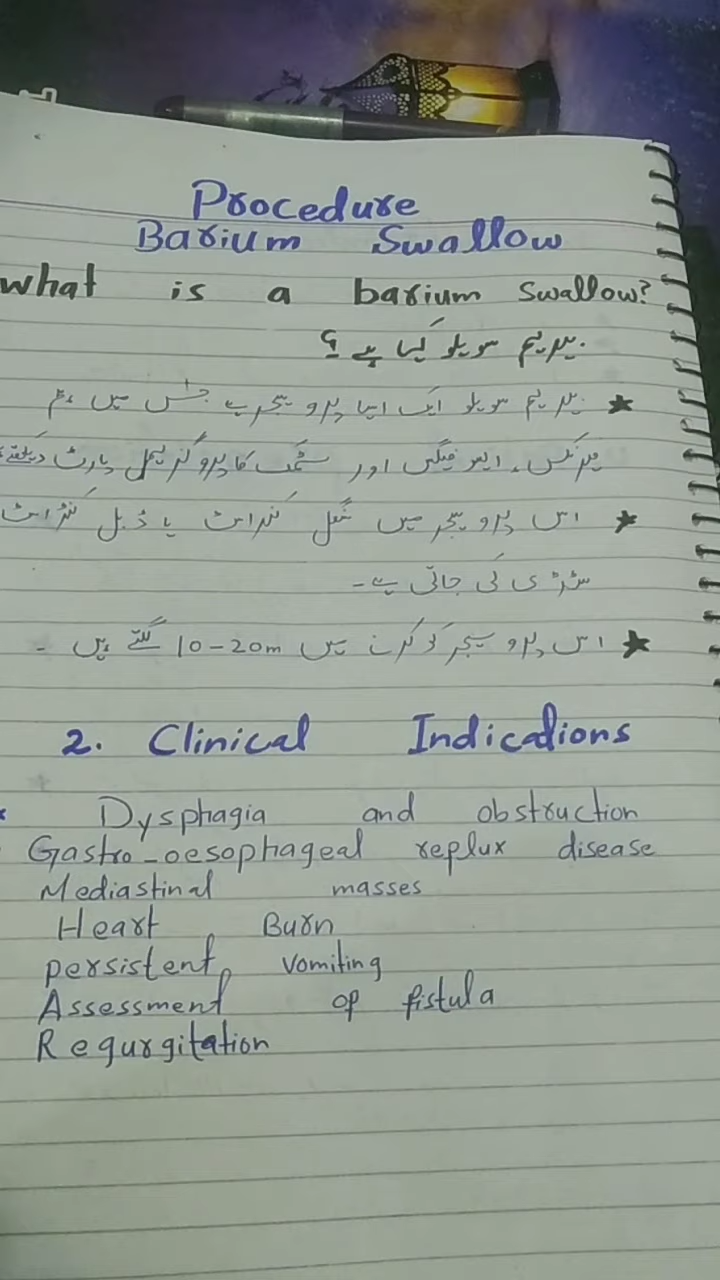 Procedure
Barium Swallow
What is a barium Swallow?
بیریم سویلو کیا ہے ؟
★ بیریم سویلو ایک ایسا پروسیجر ہے جس میں ہم
فیرنکس، ایسوفیگس اور سٹمک کا پروگزیمل پارٹ دیکھتے
★ اس پروسیجر میں سنگل کنٹراسٹ یا ڈبل کنٹراسٹ
سٹڈی کی جاتی ہے۔
★ اس پروسیجر کو کرنے میں 10-20m لگتے ہیں ۔
2. Clinical Indications
Dysphagia and obstruction
Gastro-oesophageal replux disease
Mediastinal masses
Heart Burn
persistent vomiting
Assessment of fistula
Regurgitation